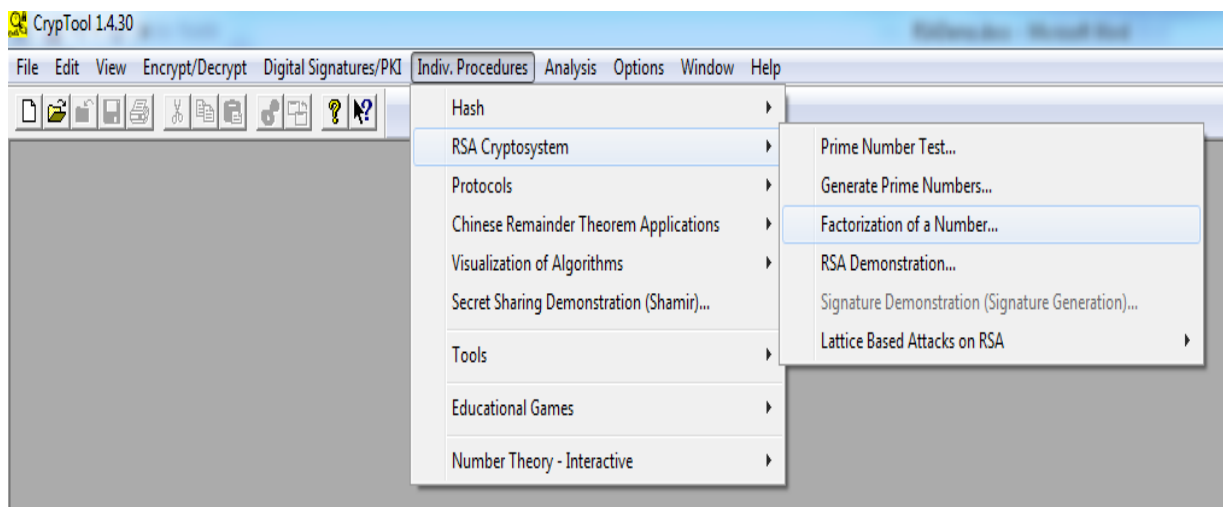 CrypTool 1.4.30
File Edit View Encrypt/Decrypt Digital Signatures/PKI Indiv. Procedures Analysis Options Window Help
Hash
RSA Cryptosystem
Protocols
Chinese Remainder Theorem Applications
Visualization of Algorithms
Secret Sharing Demonstration (Shamir)...
Tools
Educational Games
Number Theory - Interactive
Prime Number Test...
Generate Prime Numbers...
Factorization of a Number...
RSA Demonstration...
Signature Demonstration (Signature Generation)...
Lattice Based Attacks on RSA